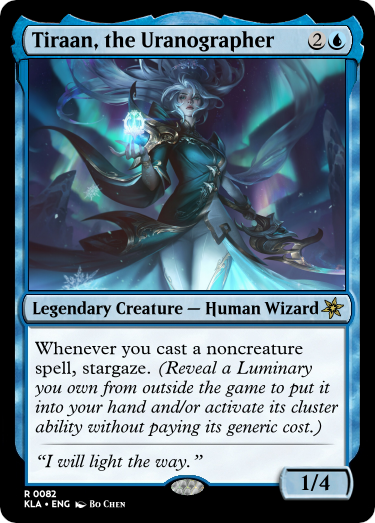 Tiraan, the Uranographer 2
Legendary Creature — Human Wizard
Whenever you cast a noncreature
spell, stargaze. (Reveal a Luminary
you own from outside the game to put it
into your hand and/or activate its cluster
ability without paying its generic cost.)
“I will light the way.”
1/4
R 0082
KLA • ENG Bo Chen